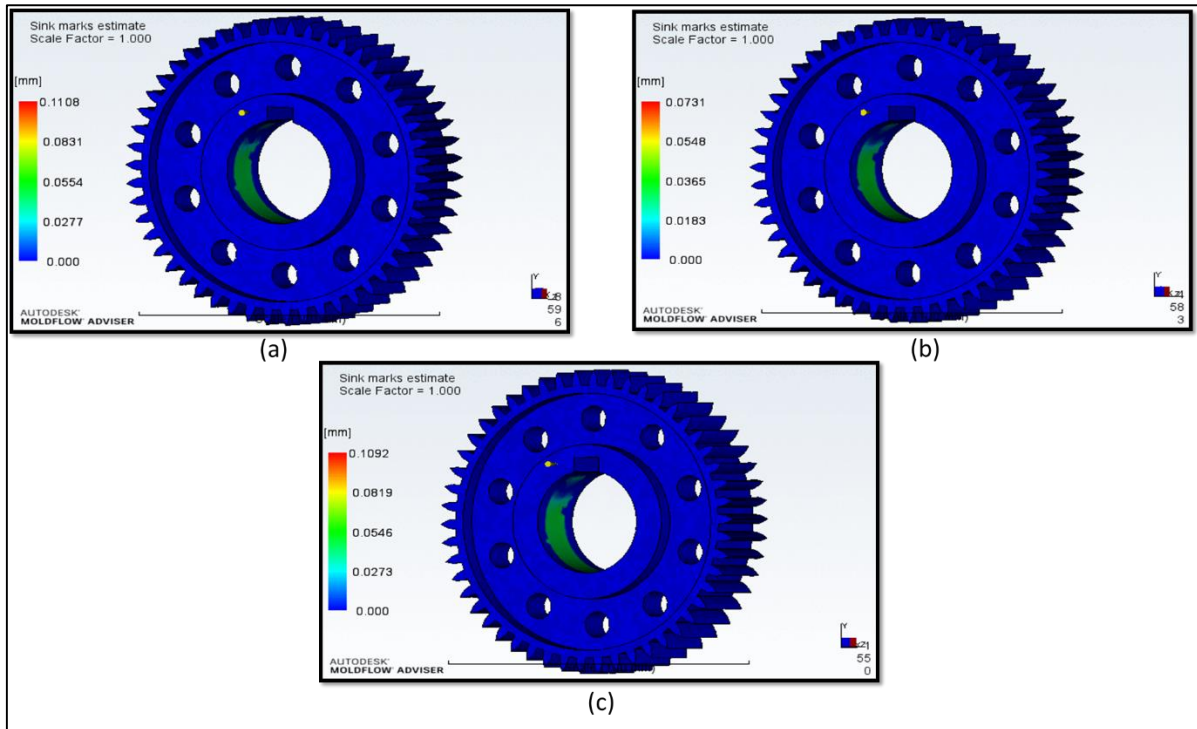 Sink marks estimate
Scale Factor = 1.000
[mm]
0.1108
0.0831
0.0554
0.0277
0.000
AUTODESK®
MOLDFLOW® ADVISER
Y
59
6
(a)
Sink marks estimate
Scale Factor = 1.000
[mm]
0.0731
0.0548
0.0365
0.0183
0.000
AUTODESK®
MOLDFLOW® ADVISER
Y
58
3
(b)
Sink marks estimate
Scale Factor = 1.000
[mm]
0.1092
0.0819
0.0546
0.0273
0.000
AUTODESK®
MOLDFLOW® ADVISER
Y
55
0
(c)